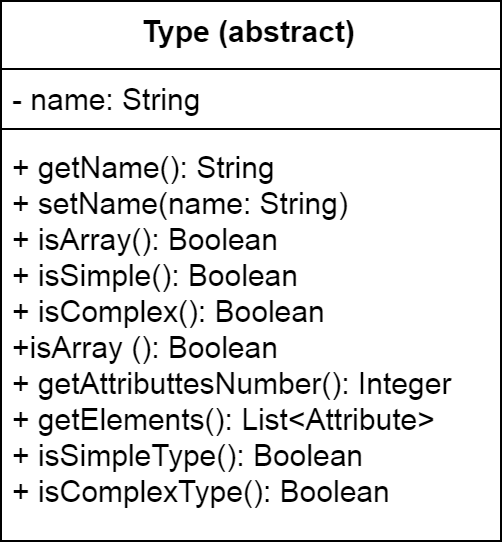 Type (abstract)
- name: String
+ getName(): String
+ setName(name: String)
+ isArray(): Boolean
+ isSimple(): Boolean
+ isComplex(): Boolean
+isArray (): Boolean
+ getAttributtesNumber(): Integer
+ getElements(): List<Attribute>
+ isSimpleType(): Boolean
+ isComplexType(): Boolean